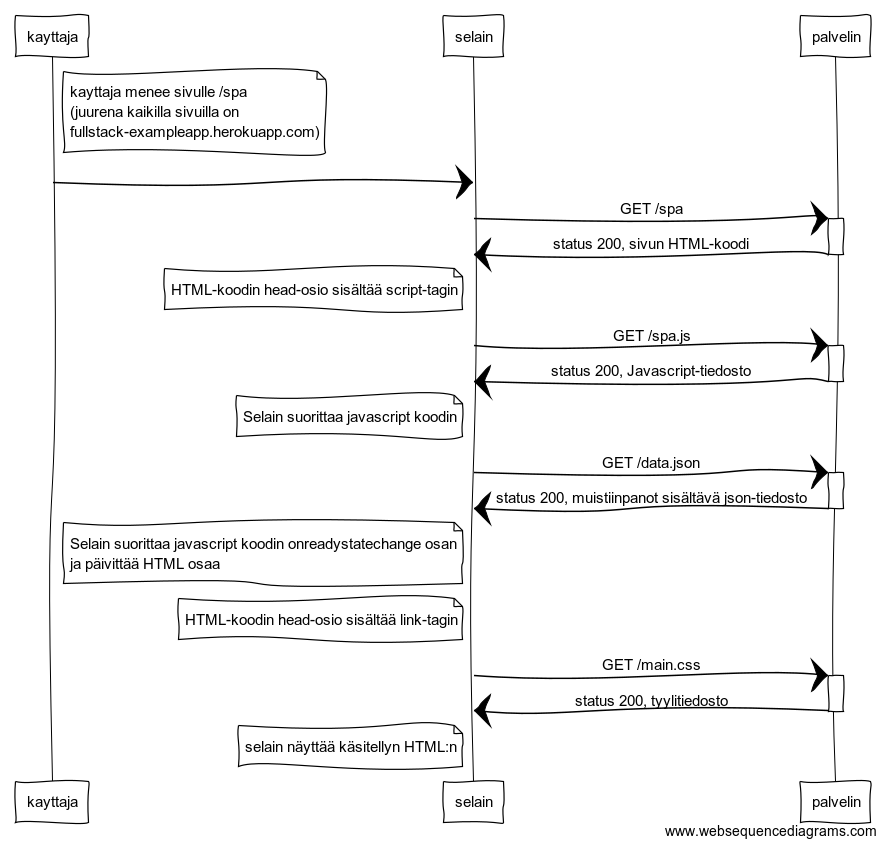 kayttaja
selain
palvelin
kayttaja menee sivulle /spa
(juurena kaikilla sivuilla on
fullstack-exampleapp.herokuapp.com)
GET /spa
status 200, sivun HTML-koodi
HTML-koodin head-osio sisältää script-tagin
GET /spa.js
status 200, Javascript-tiedosto
Selain suorittaa javascript koodin
GET /data.json
status 200, muistiinpanot sisältävä json-tiedosto
Selain suorittaa javascript koodin onreadystatechange osan
ja päivittää HTML osaa
HTML-koodin head-osio sisältää link-tagin
GET /main.css
status 200, tyylitiedosto
selain näyttää käsitellyn HTML:n
kayttaja
selain
palvelin
www.websequencediagrams.com